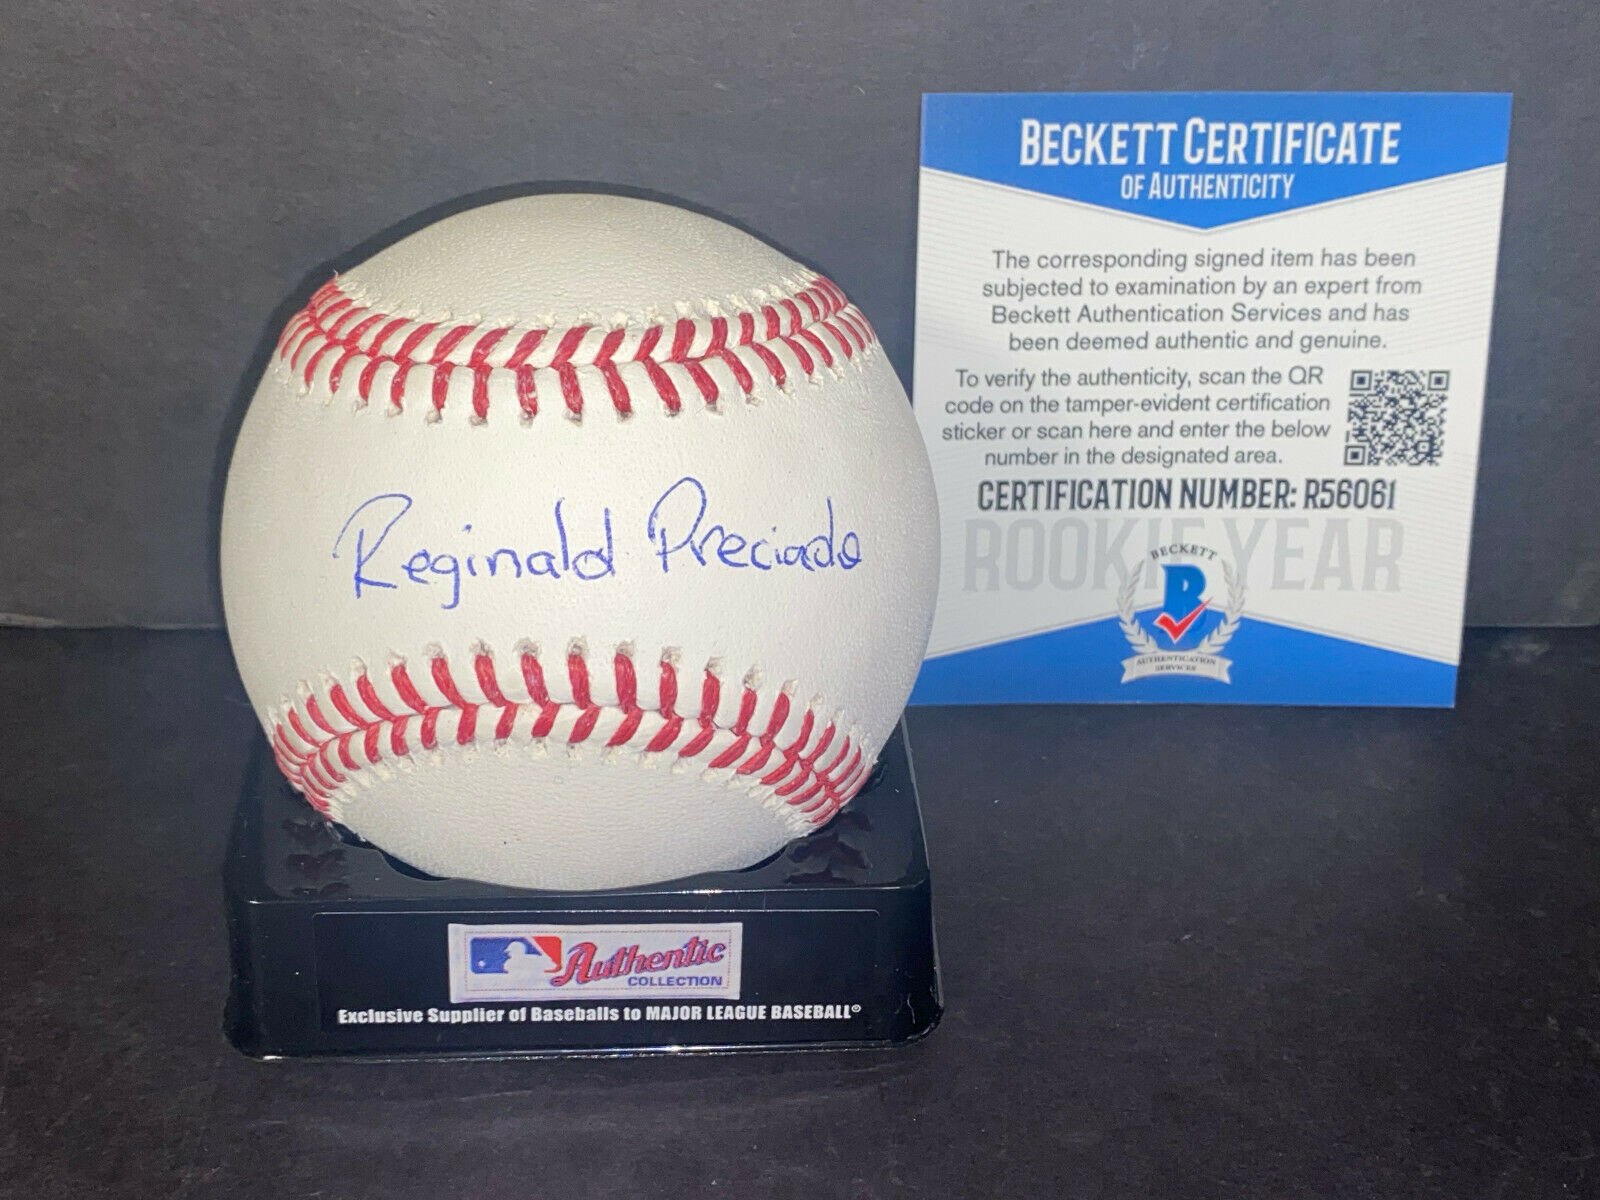 Reginald Preciado
Authentic
COLLECTION
Exclusive Supplier of Baseballs to MAJOR LEAGUE BASEBALL®
BECKETT CERTIFICATE
OF AUTHENTICITY
The corresponding signed item has been
subjected to examination by an expert from
Beckett Authentication Services and has
been deemed authentic and genuine.
To verify the authenticity, scan the QR
code on the tamper-evident certification
sticker or scan here and enter the below
number in the designated area.
CERTIFICATION NUMBER: R56061
ROOKIE YEAR
BECKETT
B
AUTHENTICATION
SERVICES